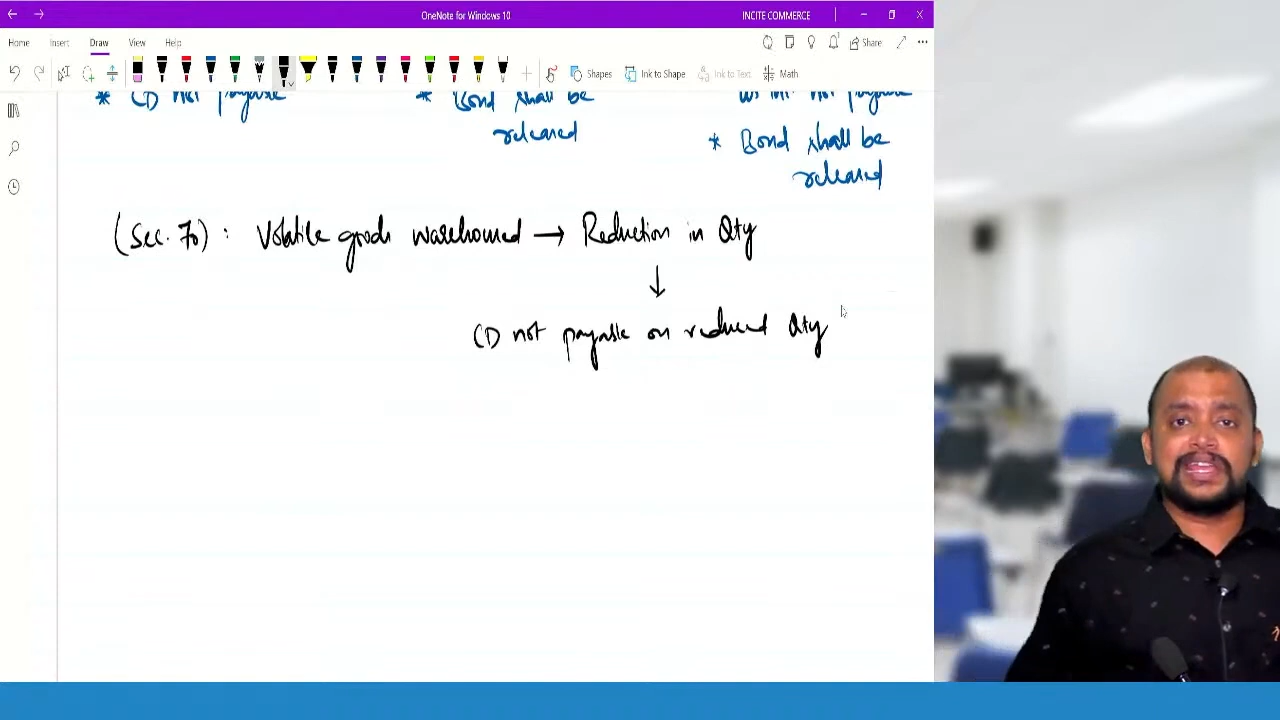 OneNote for Windows 10
INCITE COMMERCE
Home Insert Draw View Help
Share
Shapes
Ink to Shape
Ink to Text
Math
* CD not payable
* Bond shall be
released
not payable
* Bond shall be
released
(Sec. 70) : Volatile goods warehoused → Reduction in Qty
↓
CD not payable on reduced Qty